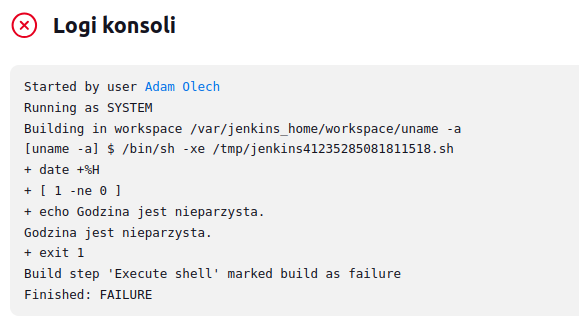 Logi konsoli
Started by user Adam Olech
Running as SYSTEM
Building in workspace /var/jenkins_home/workspace/uname -a
[uname -a] $ /bin/sh -xe /tmp/jenkins41235285081811518.sh
+ date +%H
+ [ 1 -ne 0 ]
+ echo Godzina jest nieparzysta.
Godzina jest nieparzysta.
+ exit 1
Build step 'Execute shell' marked build as failure
Finished: FAILURE